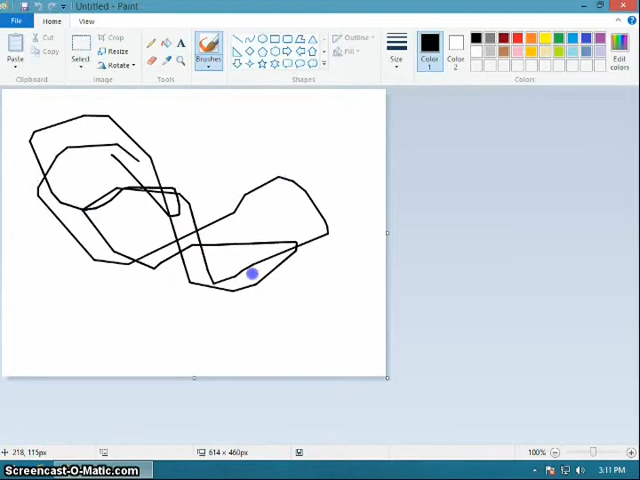 Untitled - Paint
File
Home
View
Paste
Cut
Copy
Clipboard
Select
Crop
Resize
Rotate
Image
A
Tools
Brushes
Outline
Fill
Shapes
Size
Color 1
Color 2
Edit colors
Colors
218, 115px
614 × 460px
100%
Screencast-O-Matic.com
3:11 PM